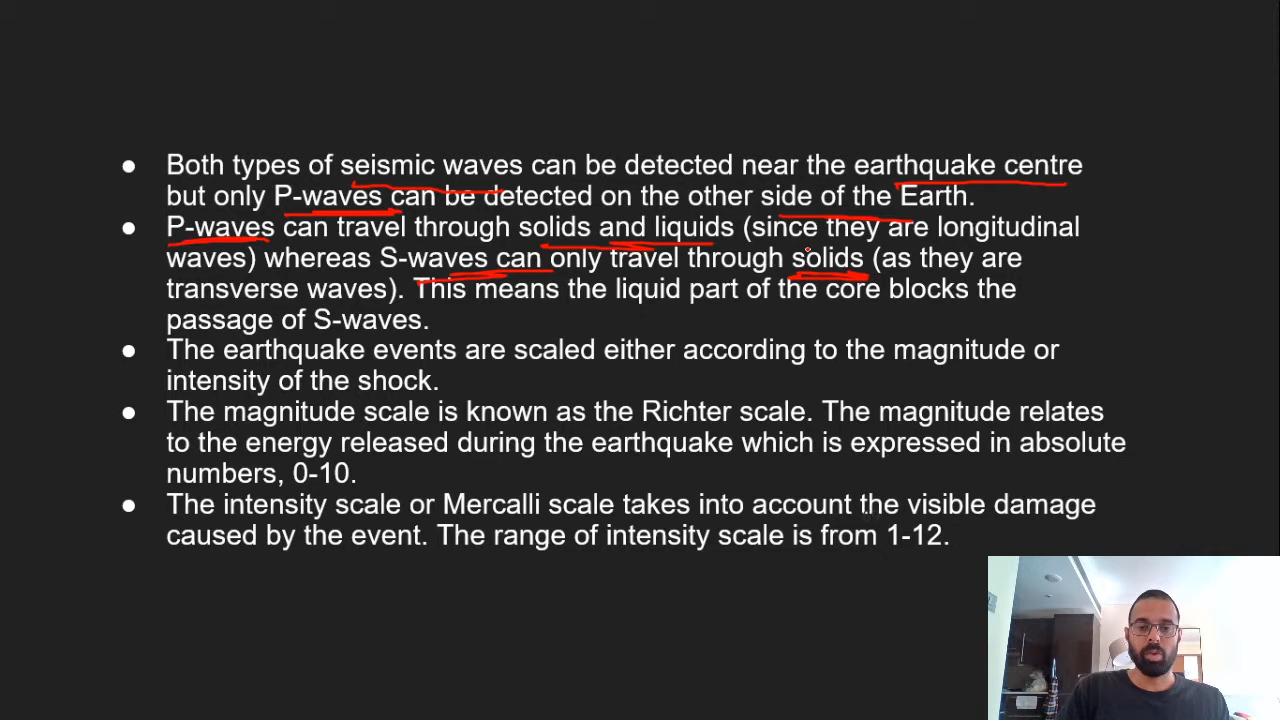 ● Both types of seismic waves can be detected near the earthquake centre
but only P-waves can be detected on the other side of the Earth.
● P-waves can travel through solids and liquids (since they are longitudinal
waves) whereas S-waves can only travel through solids (as they are
transverse waves). This means the liquid part of the core blocks the
passage of S-waves.
● The earthquake events are scaled either according to the magnitude or
intensity of the shock.
● The magnitude scale is known as the Richter scale. The magnitude relates
to the energy released during the earthquake which is expressed in absolute
numbers, 0-10.
● The intensity scale or Mercalli scale takes into account the visible damage
caused by the event. The range of intensity scale is from 1-12.